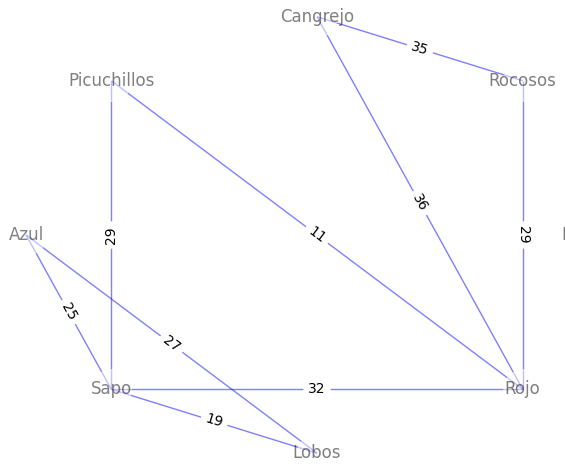 Cangrejo
35
Picuchillos
Rocosos
36
29
11
29
Azul
25
27
Sapo
32
Rojo
19
Lobos